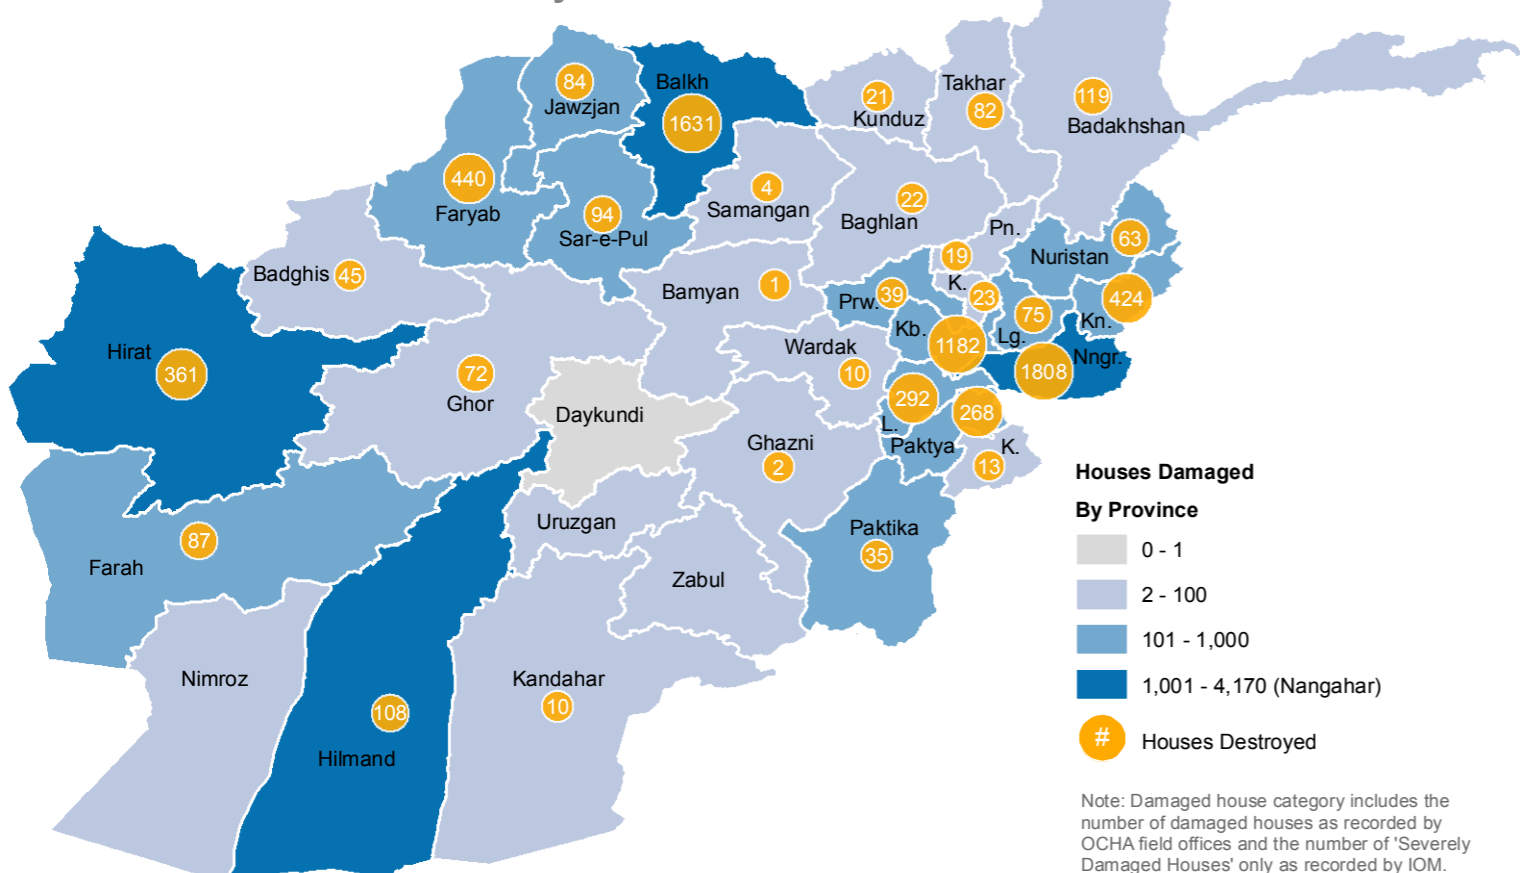 84
Jawzjan
Balkh
1631
21
Kunduz
Takhar
82
119
Badakhshan
440
Faryab
94
Sar-e-Pul
4
Samangan
22
Baghlan
Pn.
19
K.
Nuristan
63
Badghis
45
Bamyan
1
Prw.
39
23
75
Lg.
424
Kn.
Kb.
1182
Hirat
361
Wardak
10
1808
Nngr.
72
Ghor
Daykundi
292
L.
268
Paktya
K.
13
Ghazni
2
Uruzgan
Paktika
35
87
Farah
Zabul
Nimroz
Kandahar
10
108
Hilmand
Houses Damaged
By Province
0 - 1
2 - 100
101 - 1,000
1,001 - 4,170 (Nangahar)
# Houses Destroyed
Note: Damaged house category includes the
number of damaged houses as recorded by
OCHA field offices and the number of 'Severely
Damaged Houses' only as recorded by IOM.